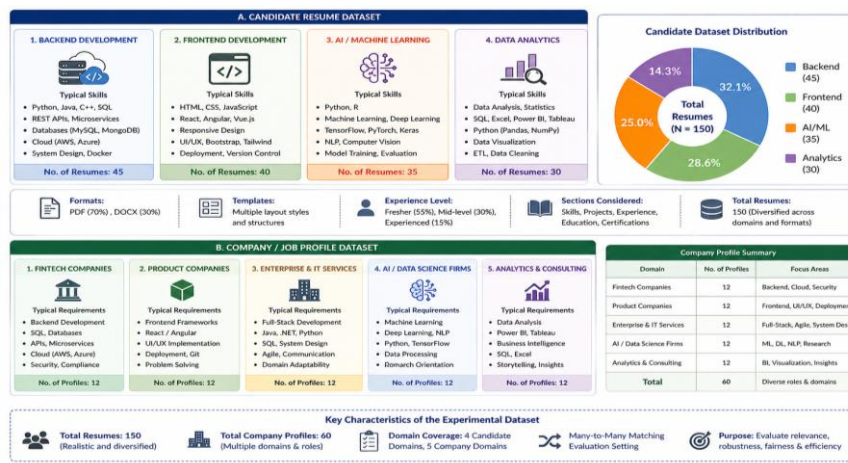 A. CANDIDATE RESUME DATASET
1. BACKEND DEVELOPMENT
Typical Skills
• Python, Java, C++, SQL
• REST APIs, Microservices
• Databases (MySQL, MongoDB)
• Cloud (AWS, Azure)
• System Design, Docker
No. of Resumes: 45
2. FRONTEND DEVELOPMENT
Typical Skills
• HTML, CSS, JavaScript
• React, Angular, Vue.js
• Responsive Design
• UI/UX, Bootstrap, Tailwind
• Deployment, Version Control
No. of Resumes: 40
3. AI / MACHINE LEARNING
Typical Skills
• Python, R
• Machine Learning, Deep Learning
• TensorFlow, PyTorch, Keras
• NLP, Computer Vision
• Model Training, Evaluation
No. of Resumes: 35
4. DATA ANALYTICS
Typical Skills
• Data Analysis, Statistics
• SQL, Excel, Power BI, Tableau
• Python (Pandas, NumPy)
• Data Visualization
• ETL, Data Cleaning
No. of Resumes: 30
Candidate Dataset Distribution
14.3%
32.1%
25.0%
28.6%
Total
Resumes
(N = 150)
Backend
(45)
Frontend
(40)
AI/ML
(35)
Analytics
(30)
Formats:
PDF (70%) , DOCX (30%)
Templates:
Multiple layout styles
and structures
Experience Level:
Fresher (55%), Mid-level (30%),
Experienced (15%)
Sections Considered:
Skills, Projects, Experience,
Education, Certifications
Total Resumes:
150 (Diversified across
domains and formats)
B. COMPANY / JOB PROFILE DATASET
1. FINTECH COMPANIES
Typical Requirements
• Backend Development
• SQL, Databases
• APIs, Microservices
• Cloud (AWS, Azure)
• Security, Compliance
No. of Profiles: 12
2. PRODUCT COMPANIES
Typical Requirements
• Frontend Frameworks
• React / Angular
• UI/UX Implementation
• Deployment, Git
• Problem Solving
No. of Profiles: 12
3. ENTERPRISE & IT SERVICES
Typical Requirements
• Full-Stack Development
• Java, .NET, Python
• SQL, System Design
• Agile, Communication
• Domain Adaptability
No. of Profiles: 12
4. AI / DATA SCIENCE FIRMS
Typical Requirements
• Machine Learning
• Deep Learning, NLP
• Python, TensorFlow
• Data Processing
• Romarch Orientation
No. of Profiles: 12
5. ANALYTICS & CONSULTING
Typical Requirements
• Data Analysis
• Power BI, Tableau
• Business Intelligence
• SQL, Excel
• Storytelling, Insights
No. of Profiles: 12
Company Profile Summary
Domain No. of Profiles Focus Areas
Fintech Companies 12 Backend, Cloud, Security
Product Companies 12 Frontend, UI/UX, Deploymen
Enterprise & IT Services 12 Full-Stack, Agile, System Desi
AI / Data Science Firms 12 ML, DL, NLP, Research
Analytics & Consulting 12 BI, Visualization, Insights
Total 60 Diverse roles & domains
Key Characteristics of the Experimental Dataset
Total Resumes: 150
(Realistic and diversified)
Total Company Profiles: 60
(Multiple domains & roles)
Domain Coverage: 4 Candidate
Domains, 5 Company Domains
Many-to-Many Matching
Evaluation Setting
Purpose: Evaluate relevance,
robustness, fairness & efficiency